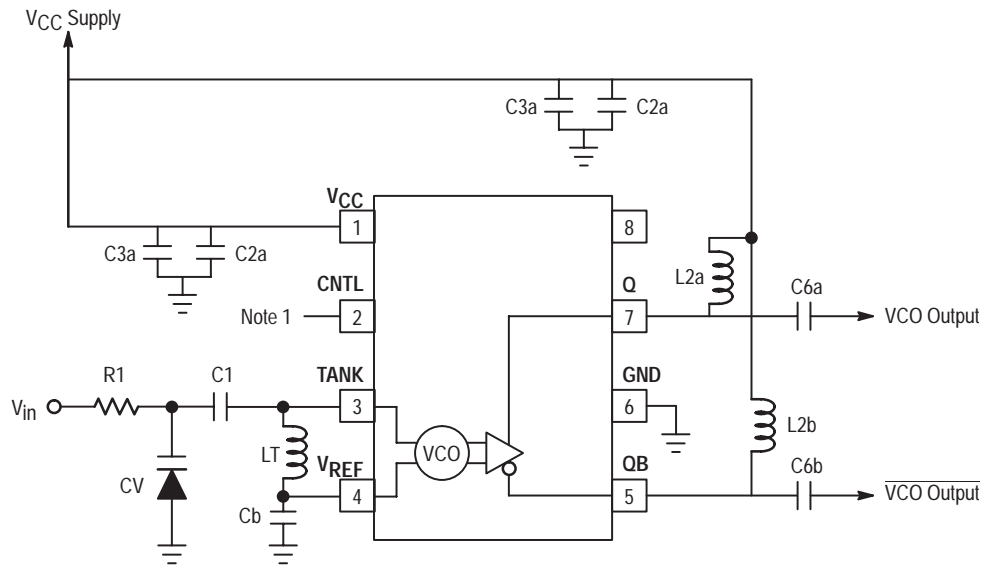 VCC Supply
C3a
C2a
VCC
1
8
C3a
C2a
L2a
CNTL
Q
C6a
Note 1
2
7
VCO Output
R1
C1
TANK
GND
Vin
3
6
L2b
LT
VCO
VREF
QB
C6b
CV
4
5
VCO Output
Cb